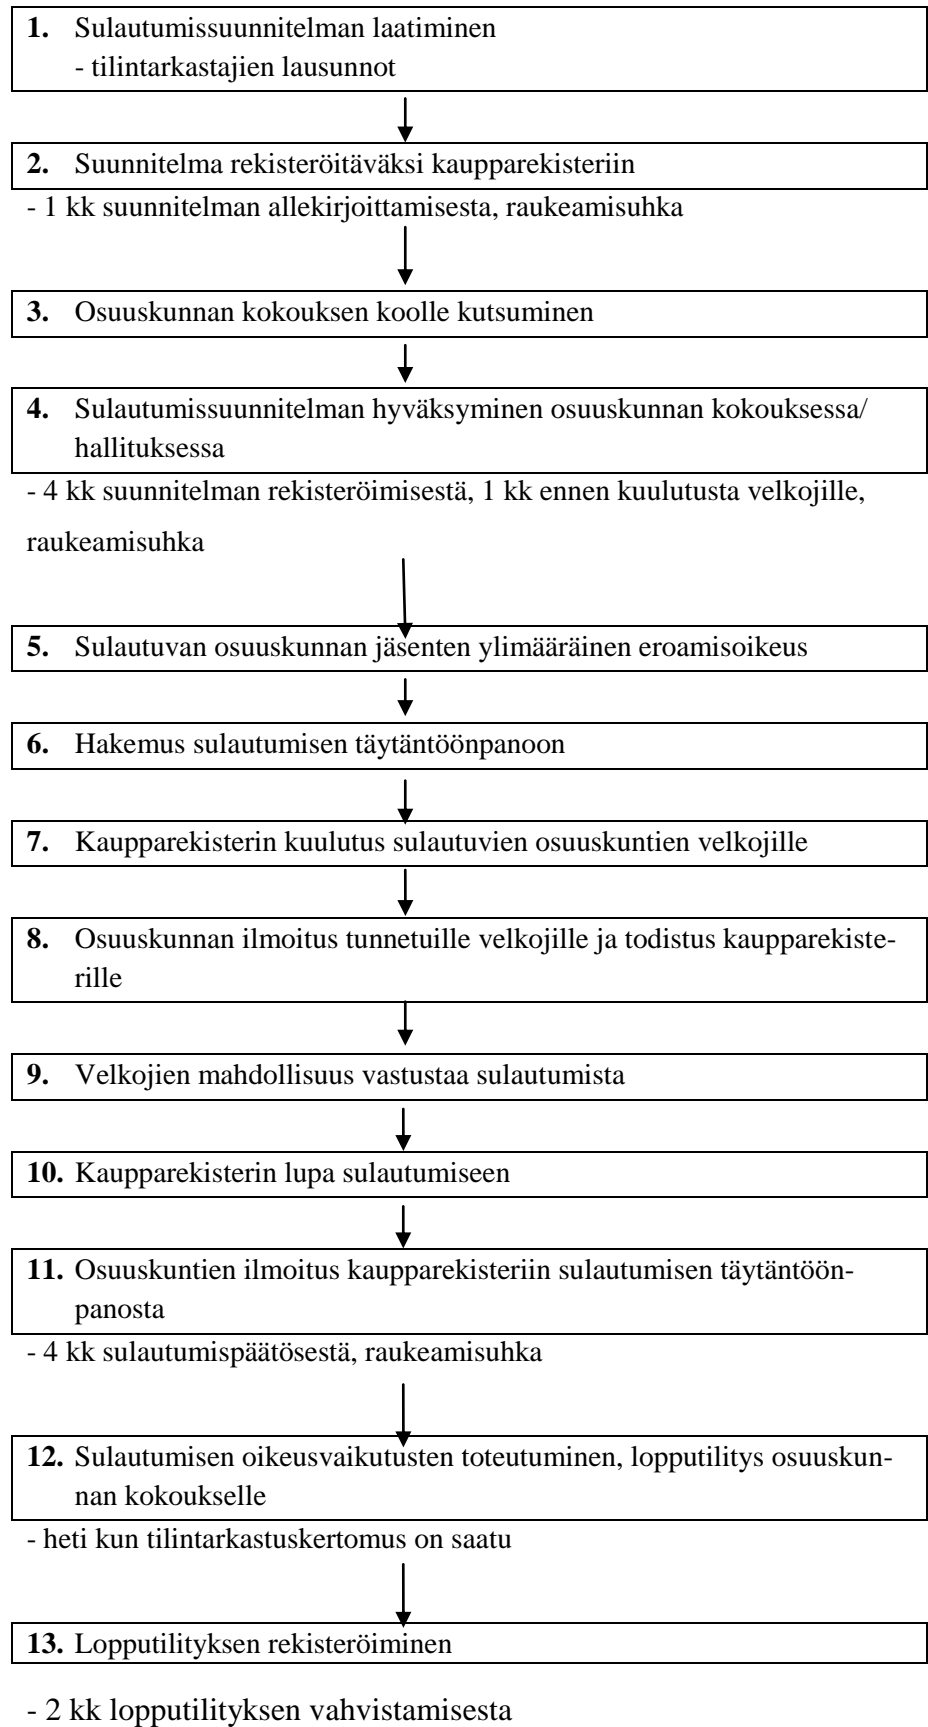 1. Sulautumissuunnitelman laatiminen
- tilintarkastajien lausunnot
2. Suunnitelma rekisteröitäväksi kaupparekisteriin
- 1 kk suunnitelman allekirjoittamisesta, raukeamisuhka
3. Osuuskunnan kokouksen koolle kutsuminen
4. Sulautumissuunnitelman hyväksyminen osuuskunnan kokouksessa/
hallituksessa
- 4 kk suunnitelman rekisteröimisestä, 1 kk ennen kuulutusta velkojille,
raukeamisuhka
5. Sulautuvan osuuskunnan jäsenten ylimääräinen eroamisoikeus
6. Hakemus sulautumisen täytäntöönpanoon
7. Kaupparekisterin kuulutus sulautuvien osuuskuntien velkojille
8. Osuuskunnan ilmoitus tunnetuille velkojille ja todistus kaupparekiste-
rille
9. Velkojien mahdollisuus vastustaa sulautumista
10. Kaupparekisterin lupa sulautumiseen
11. Osuuskuntien ilmoitus kaupparekisteriin sulautumisen täytäntöön-
panosta
- 4 kk sulautumispäätösestä, raukeamisuhka
12. Sulautumisen oikeusvaikutusten toteutuminen, lopputilitys osuuskun-
nan kokoukselle
- heti kun tilintarkastuskertomus on saatu
13. Lopputilityksen rekisteröiminen
- 2 kk lopputilityksen vahvistamisesta